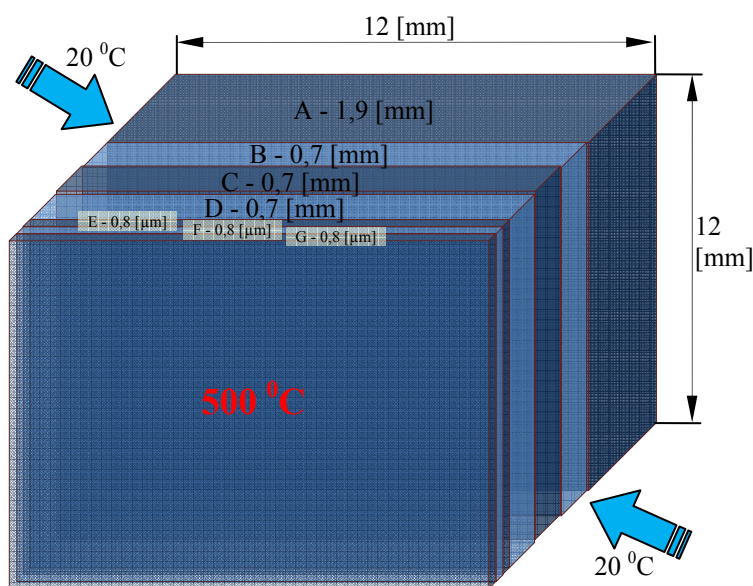 12 [mm]
20 ⁰C
A - 1,9 [mm]
B - 0,7 [mm]
C - 0,7 [mm]
D - 0,7 [mm]
E - 0,8 [µm]
F - 0,8 [µm]
G - 0,8 [µm]
12
[mm]
500 ⁰C
20 ⁰C